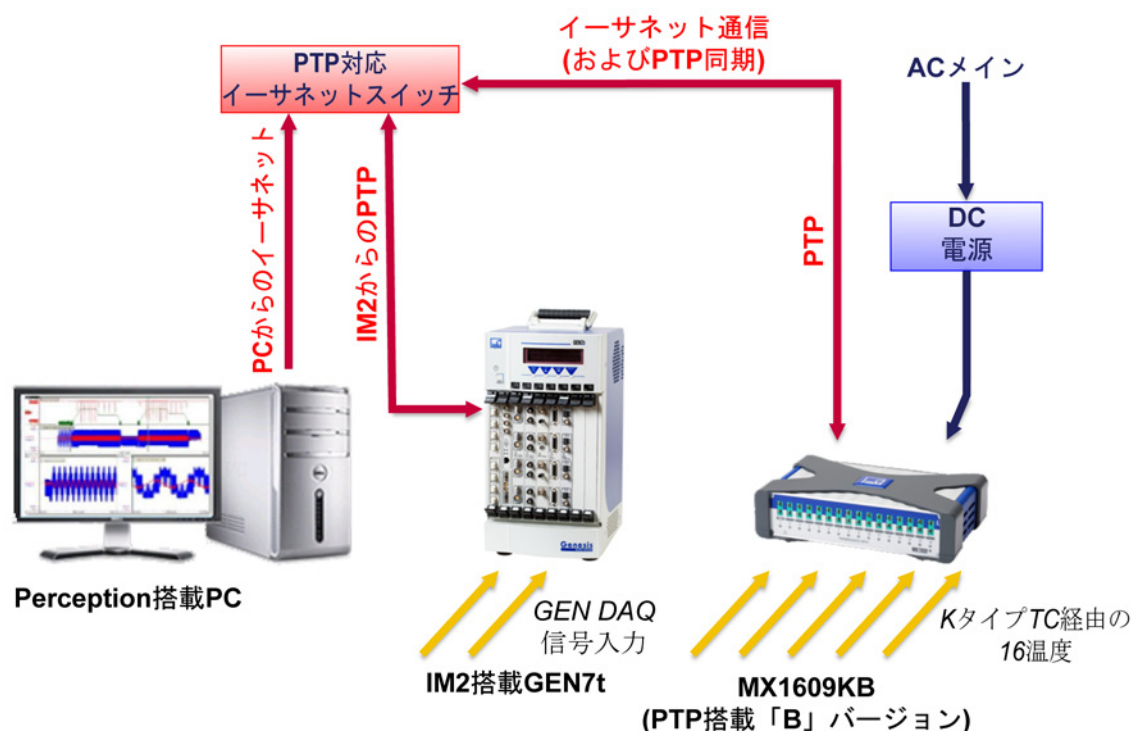 イーサネット通信
(およびPTP同期)
PTP対応
イーサネットスイッチ
ACメイン
PCからのイーサネット
IM2からのPTP
PTP
DC
電源
Genesis
Perception搭載PC
GEN DAQ
信号入力
KタイプTC経由の
16温度
IM2搭載GEN7t
MX1609KB
(PTP搭載「B」バージョン)